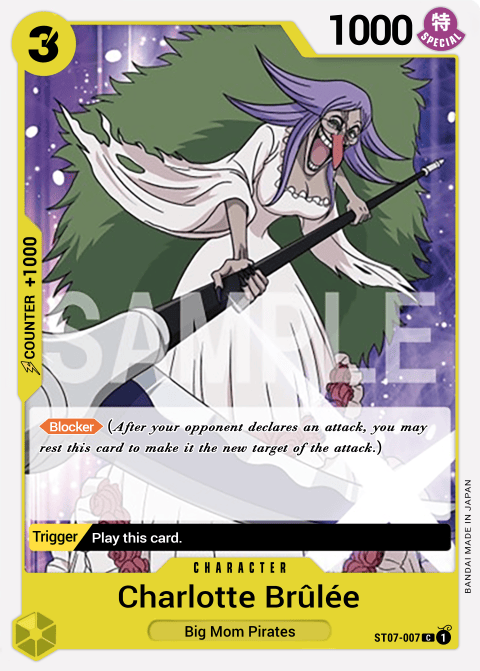 3
1000
特
SPECIAL
COUNTER +1000
SAMPLE
Blocker (After your opponent declares an attack, you may
rest this card to make it the new target of the attack.)
Trigger Play this card.
CHARACTER
Charlotte Brûlée
Big Mom Pirates
ST07-007 C 1
BANDAI MADE IN JAPAN